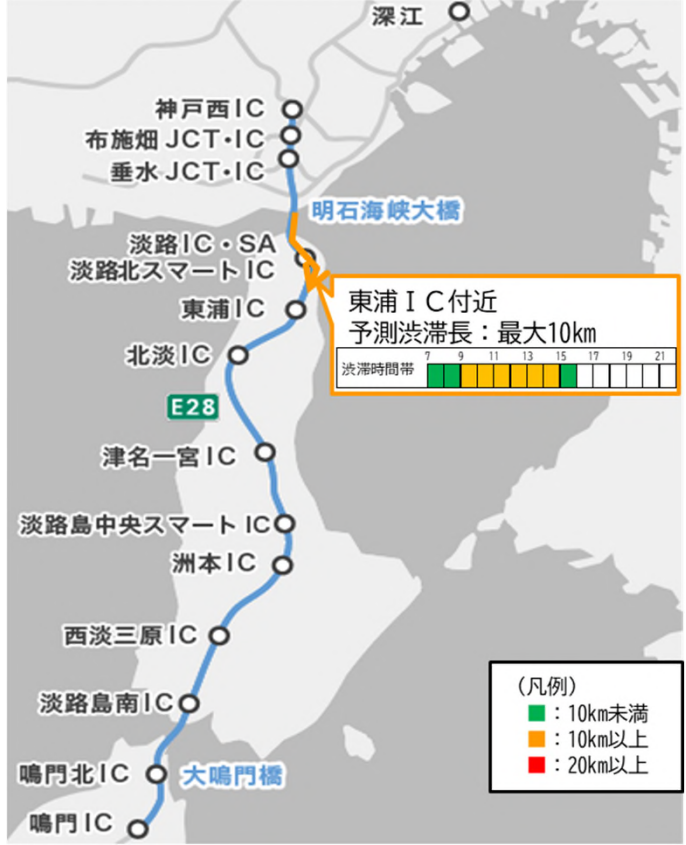 深江
神戸西IC
布施畑JCT・IC
垂水JCT・IC
明石海峡大橋
淡路IC・SA
淡路北スマートIC
東浦IC
東浦IC付近
予測渋滞長：最大10km
渋滞時間帯
7 9 11 13 15 17 19 21
北淡IC
E28
津名一宮IC
淡路島中央スマートIC
洲本IC
西淡三原IC
淡路島南IC
鳴門北IC
大鳴門橋
鳴門IC
（凡例）
：10km未満
：10km以上
：20km以上